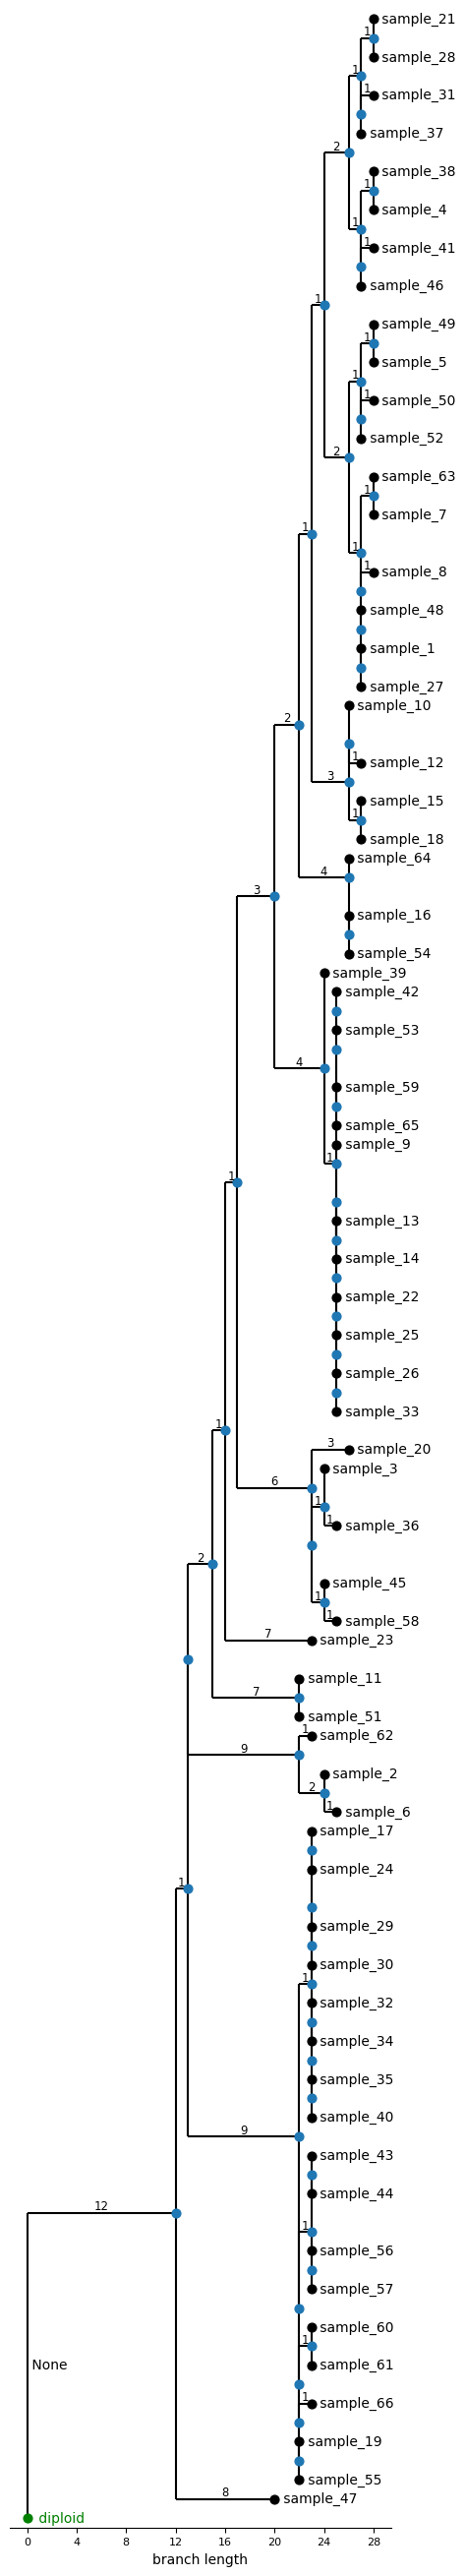 1 sample_21
sample_28
1
1 sample_31
sample_37
2
1 sample_38
sample_4
1
1 sample_41
sample_46
1
1 sample_49
sample_5
1
1 sample_50
sample_52
2
1 sample_63
sample_7
1
1
1 sample_8
sample_48
sample_1
sample_27
sample_10
2
1 sample_12
3
sample_15
1
sample_18
sample_64
4
3
sample_16
sample_54
sample_39
sample_42
sample_53
4
sample_59
sample_65
sample_9
1
1
sample_13
sample_14
sample_22
sample_25
sample_26
sample_33
1
3 sample_20
sample_3
6
1
1 sample_36
2
sample_45
1
1 sample_58
7 sample_23
sample_11
7
sample_51
1 sample_62
9
sample_2
2
1 sample_6
sample_17
sample_24
1
sample_29
sample_30
1
sample_32
sample_34
sample_35
sample_40
9
sample_43
sample_44
12
1
sample_56
sample_57
sample_60
1
None
sample_61
1 sample_66
sample_19
sample_55
8 sample_47
diploid
0 4 8 12 16 20 24 28
branch length